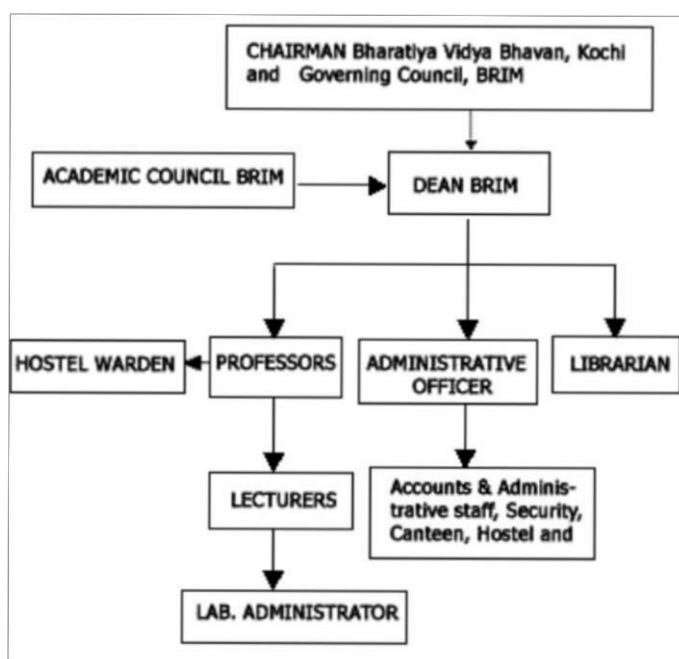 CHAIRMAN Bharatiya Vidya Bhavan, Kochi
and Governing Council, BRIM
ACADEMIC COUNCIL BRIM
DEAN BRIM
HOSTEL WARDEN
PROFESSORS
ADMINISTRATIVE
OFFICER
LIBRARIAN
LECTURERS
Accounts & Adminis-
trative staff, Security,
Canteen, Hostel and
LAB. ADMINISTRATOR